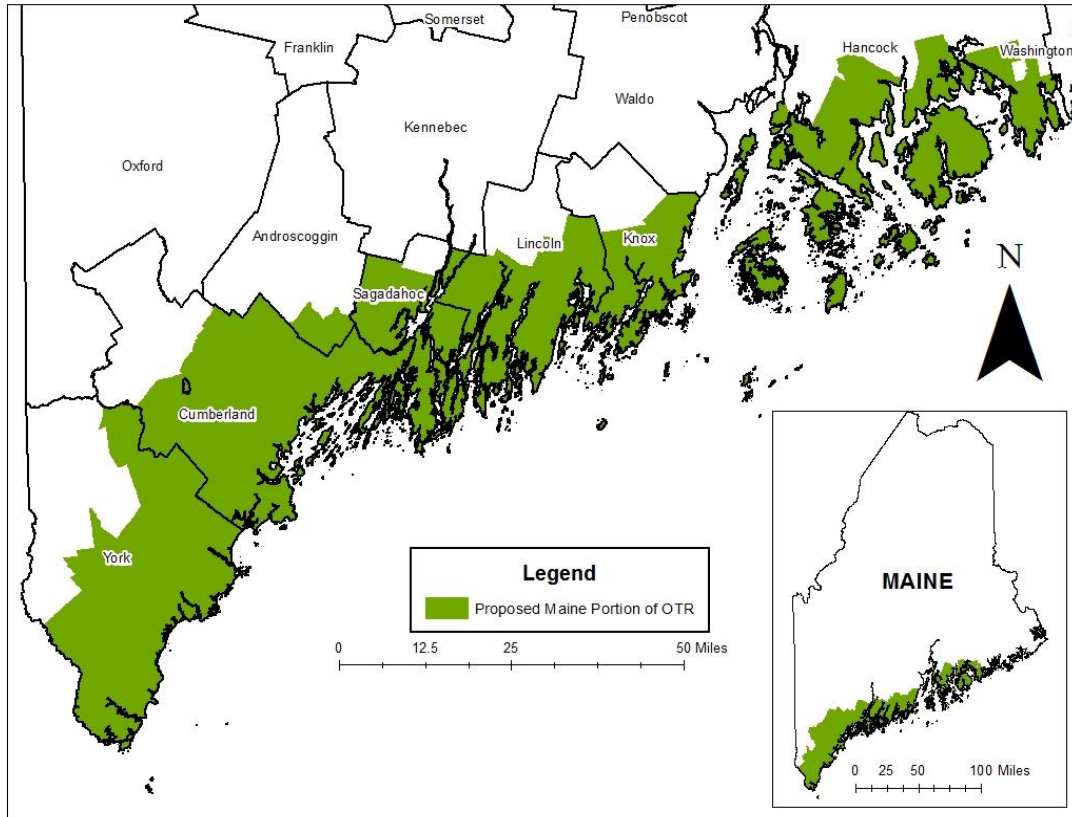 Somerset
Penobscot
Franklin
Hancock
Washington
Waldo
Kennebec
Oxford
Androscoggin
Lincoln
Knox
Sagadahoc
N
Cumberland
York
Legend
Proposed Maine Portion of OTR
0 12.5 25 50 Miles
MAINE
0 25 50 100 Miles